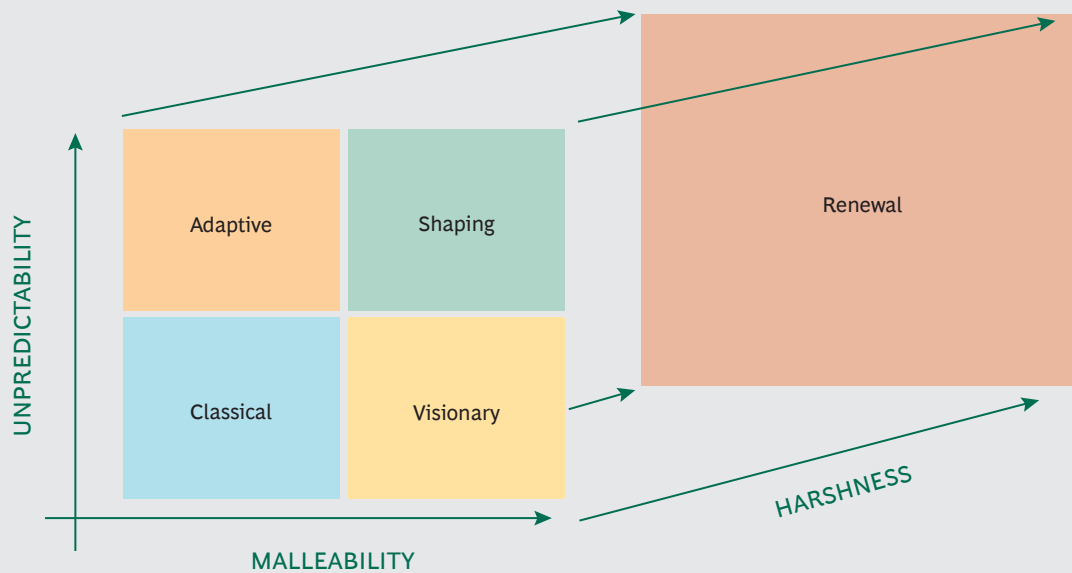 Renewal
Adaptive
Shaping
UNPREDICTABILITY
Classical
Visionary
HARSHNESS
MALLEABILITY